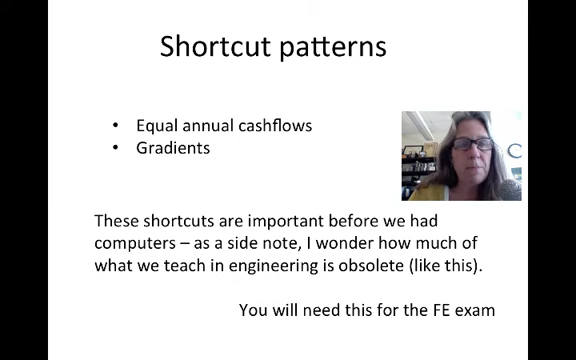 Shortcut patterns
• Equal annual cashflows
• Gradients
These shortcuts are important before we had
computers – as a side note, I wonder how much of
what we teach in engineering is obsolete (like this).
You will need this for the FE exam